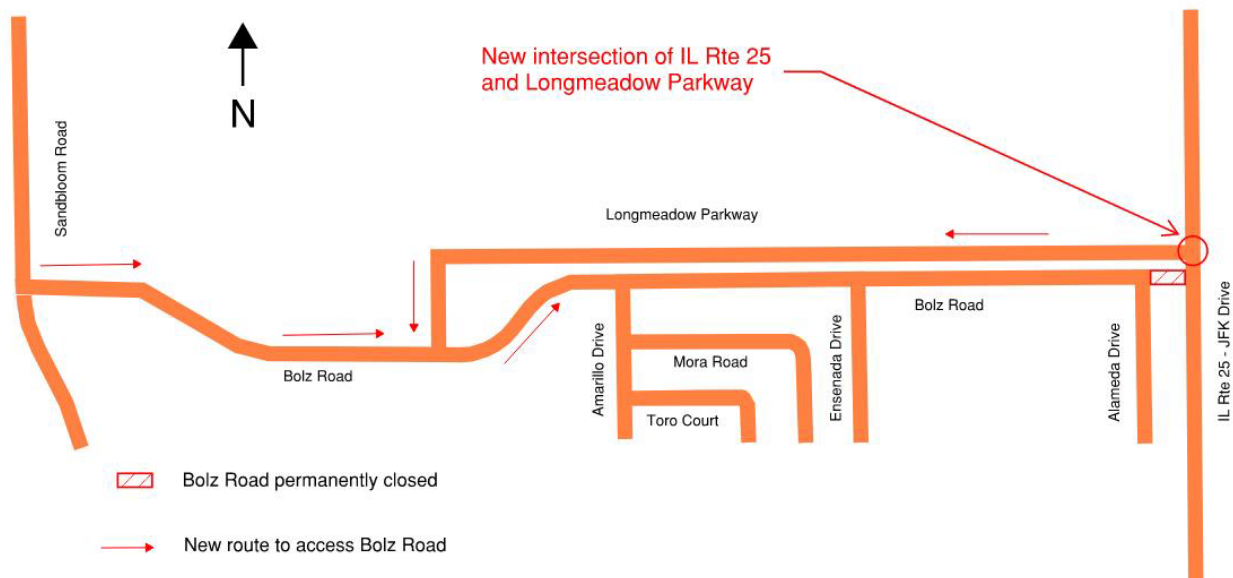 New intersection of IL Rte 25
and Longmeadow Parkway
N
Sandbloom Road
Longmeadow Parkway
Bolz Road
Bolz Road
Amarillo Drive
Mora Road
Toro Court
Ensenada Drive
Alameda Drive
IL Rte 25 - JFK Drive
Bolz Road permanently closed
New route to access Bolz Road